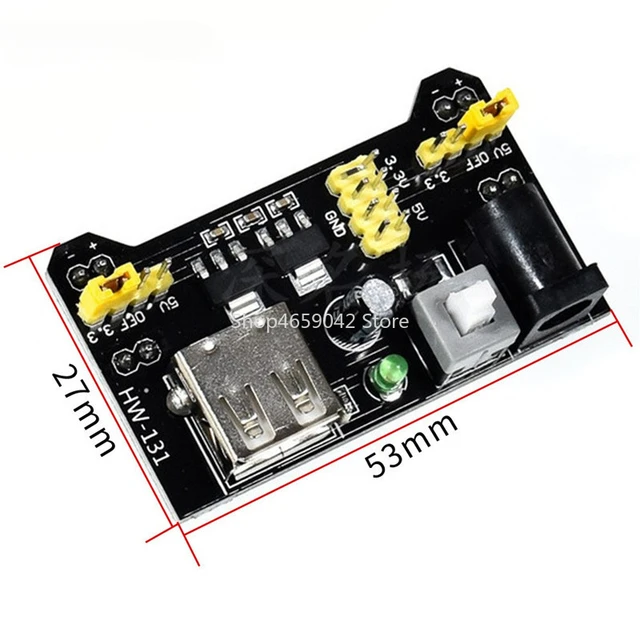 - +
5V OFF 3.3
3.3V
5V
GND
- +
5V OFF 3.3
HW-131
27mm
53mm
Shop4659042 Store